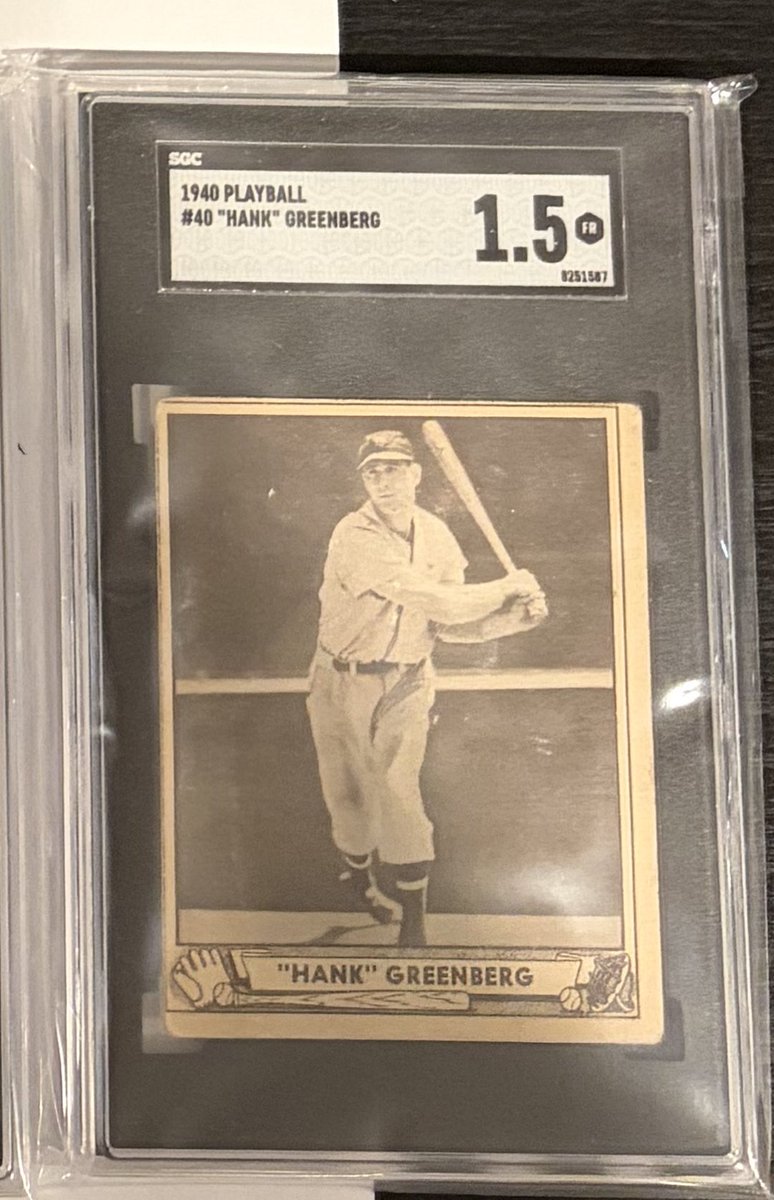 SGC
1940 PLAYBALL
#40 "HANK" GREENBERG
1.5
FR
8251587
"HANK" GREENBERG